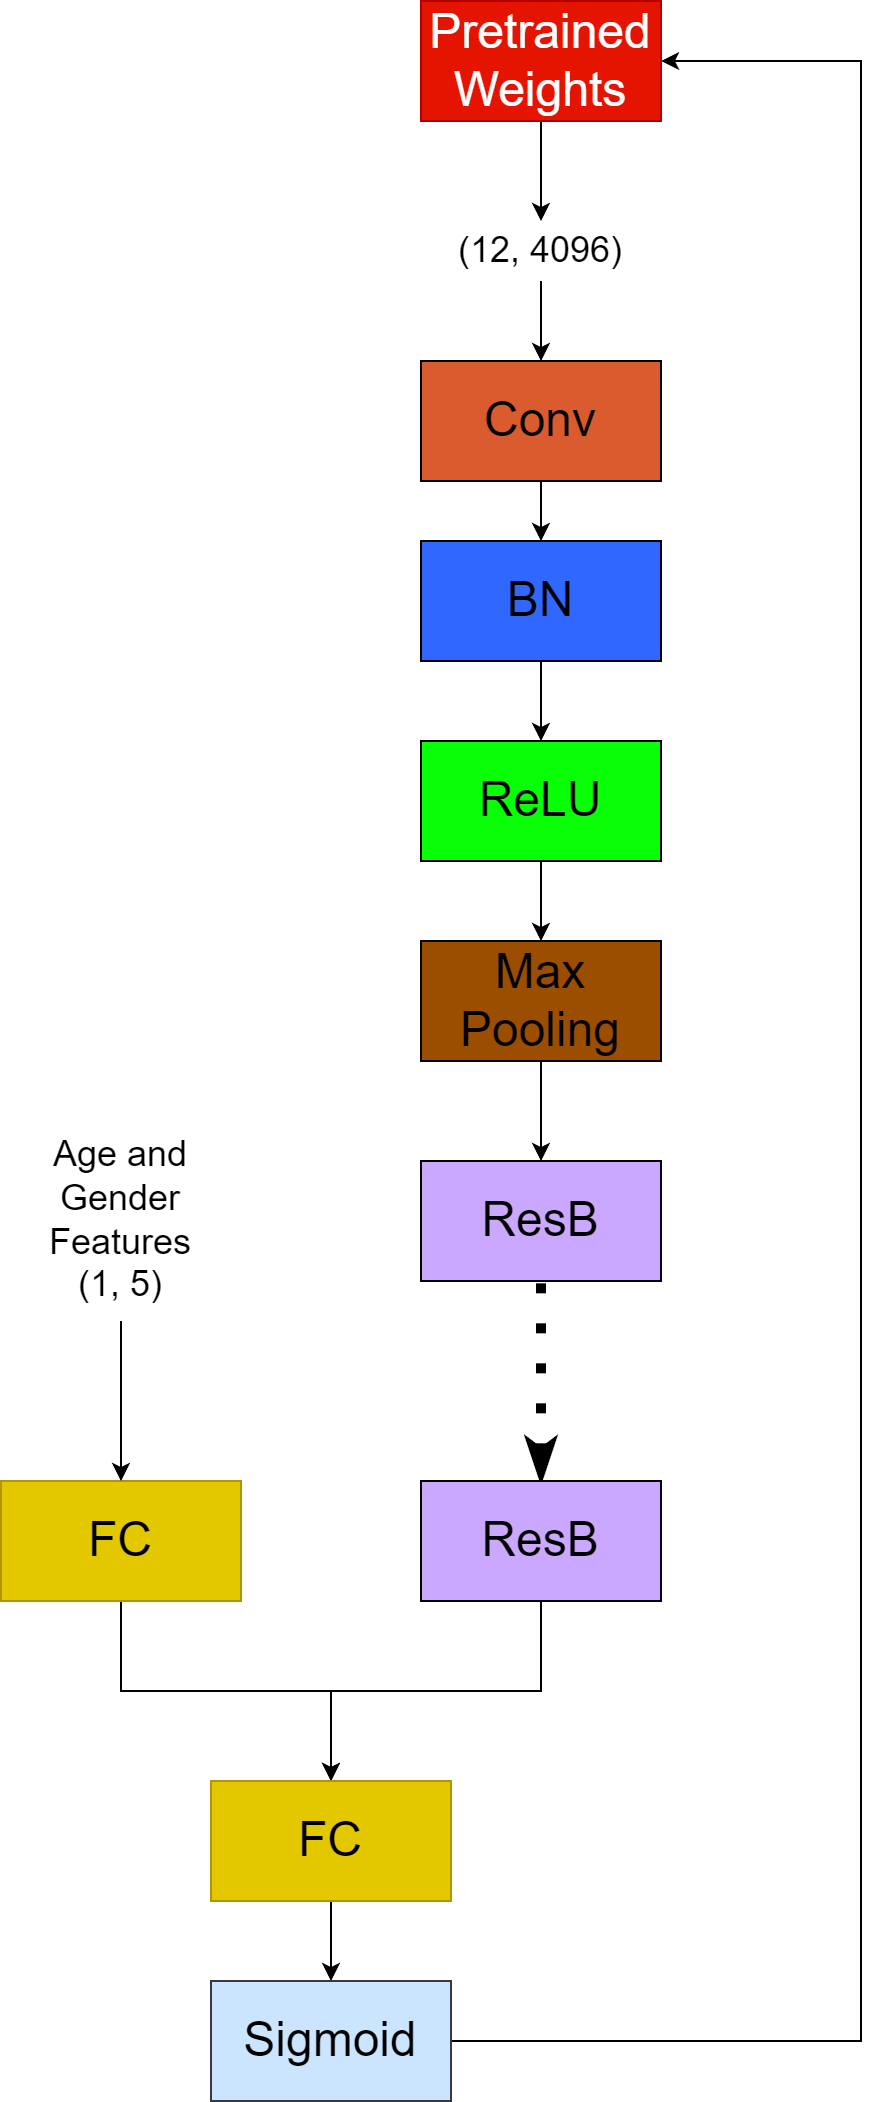 Pretrained
Weights
(12, 4096)
Conv
BN
ReLU
Max
Pooling
ResB
Age and
Gender
Features
(1, 5)
FC
ResB
FC
Sigmoid